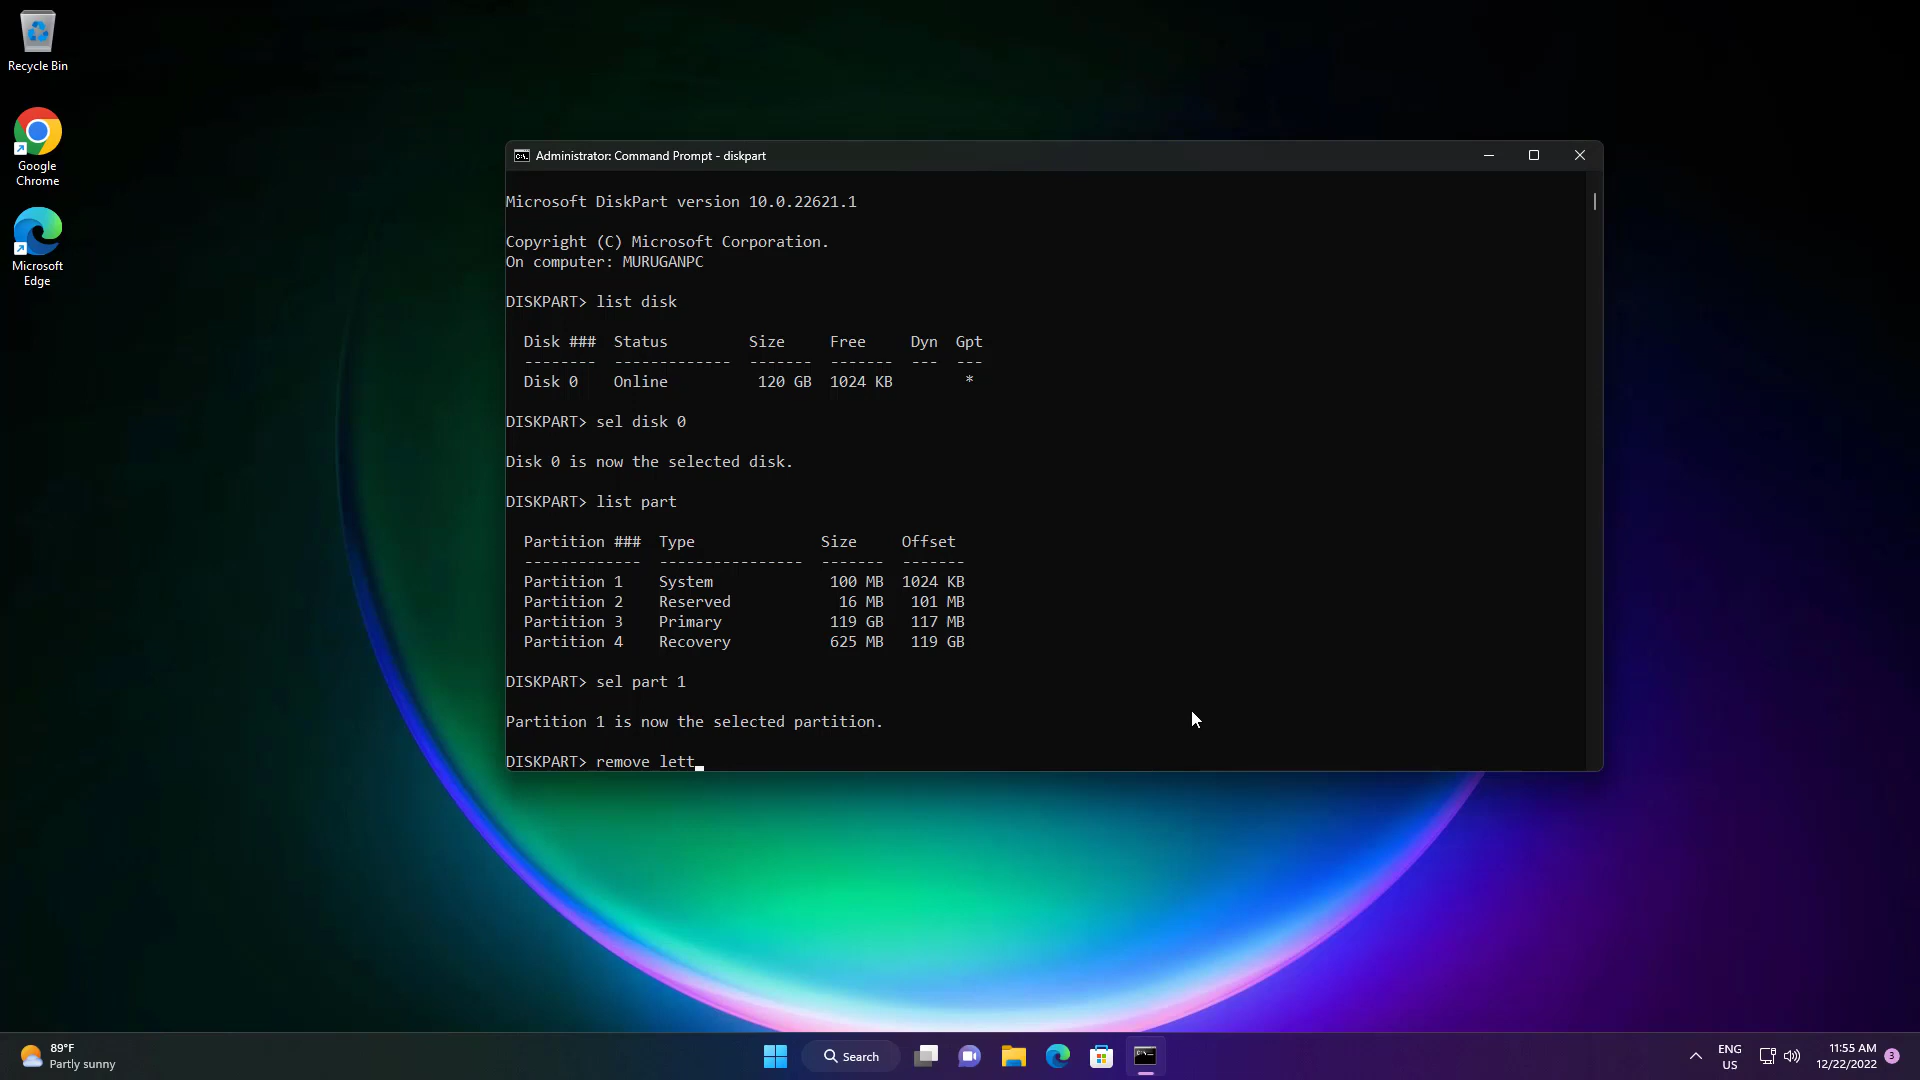 Recycle Bin
Google
Chrome
Microsoft
Edge
Administrator: Command Prompt - diskpart
Microsoft DiskPart version 10.0.22621.1
Copyright (C) Microsoft Corporation.
On computer: MURUGANPC
DISKPART> list disk
Disk ###  Status         Size     Free     Dyn  Gpt
--------  -------------  -------  -------  ---  ---
Disk 0    Online          120 GB  1024 KB        *
DISKPART> sel disk 0
Disk 0 is now the selected disk.
DISKPART> list part
Partition ###  Type              Size     Offset
-------------  ----------------  -------  -------
Partition 1    System             100 MB  1024 KB
Partition 2    Reserved            16 MB   101 MB
Partition 3    Primary            119 GB   117 MB
Partition 4    Recovery           625 MB   119 GB
DISKPART> sel part 1
Partition 1 is now the selected partition.
DISKPART> remove lett_
89°F
Partly sunny
Search
ENG
US
11:55 AM
12/22/2022
3